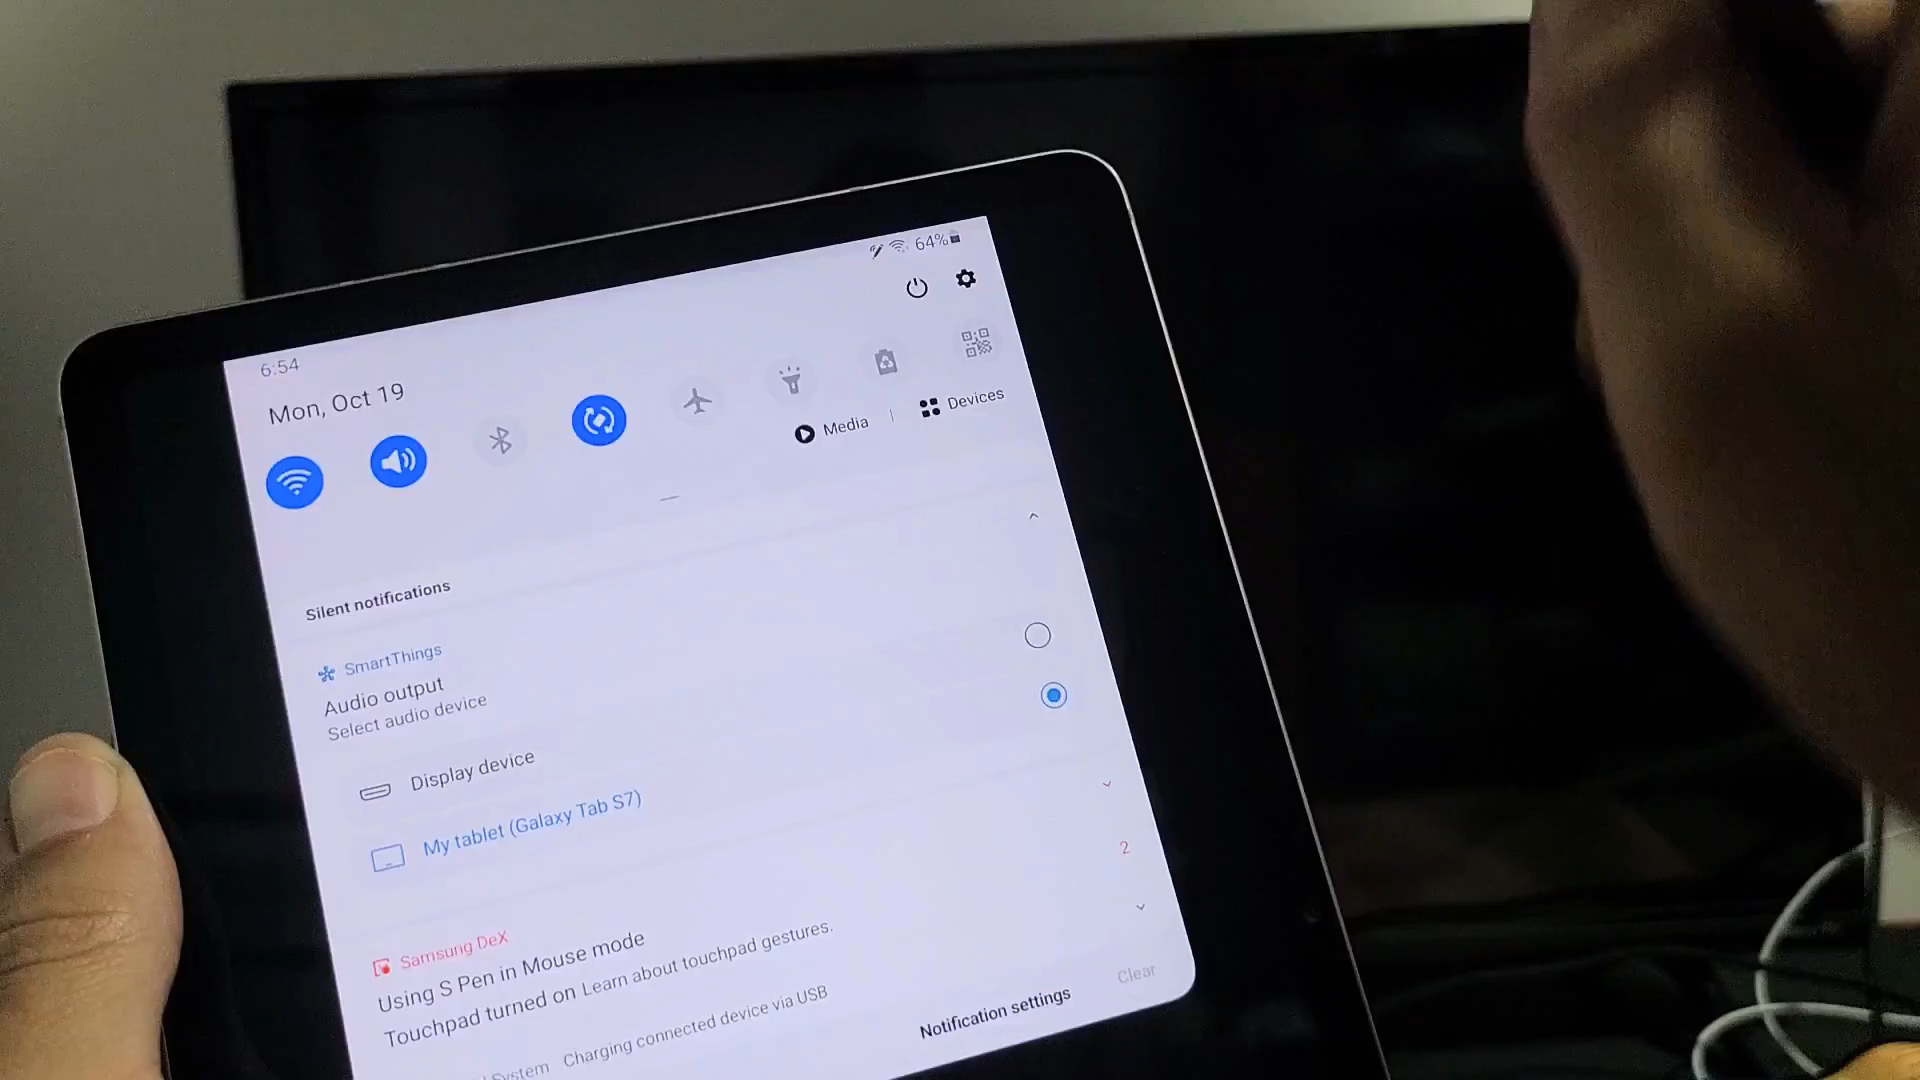 64%
6:54
Mon, Oct 19
Media | Devices
Silent notifications
SmartThings
Audio output
Select audio device
Display device
My tablet (Galaxy Tab S7)
Samsung DeX
2
Using S Pen in Mouse mode
Touchpad turned on Learn about touchpad gestures.
System Charging connected device via USB
Notification settings
Clear